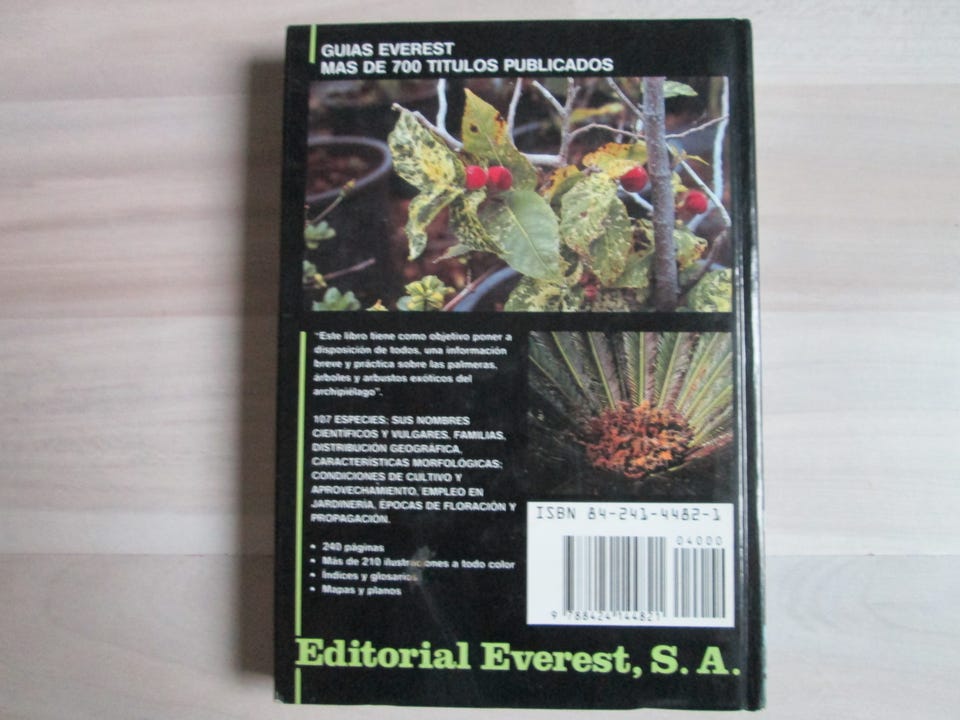 GUIAS EVEREST
MAS DE 700 TITULOS PUBLICADOS
"Este libro tiene como objetivo poner a
disposición de todos, una información
breve y práctica sobre las palmeras,
árboles y arbustos exóticos del
archipiélago".
107 ESPECIES; SUS NOMBRES
CIENTÍFICOS Y VULGARES, FAMILIAS,
DISTRIBUCIÓN GEOGRÁFICA,
CARACTERÍSTICAS MORFOLÓGICAS;
CONDICIONES DE CULTIVO Y
APROVECHAMIENTO, EMPLEO EN
JARDINERÍA, ÉPOCAS DE FLORACIÓN Y
PROPAGACIÓN.
• 240 páginas
• Más de 210 ilustraciones a todo color
• Índices y glosarios
• Mapas y planos
ISBN 84-241-4482-1
04000
9 788424 144821
Editorial Everest, S. A.